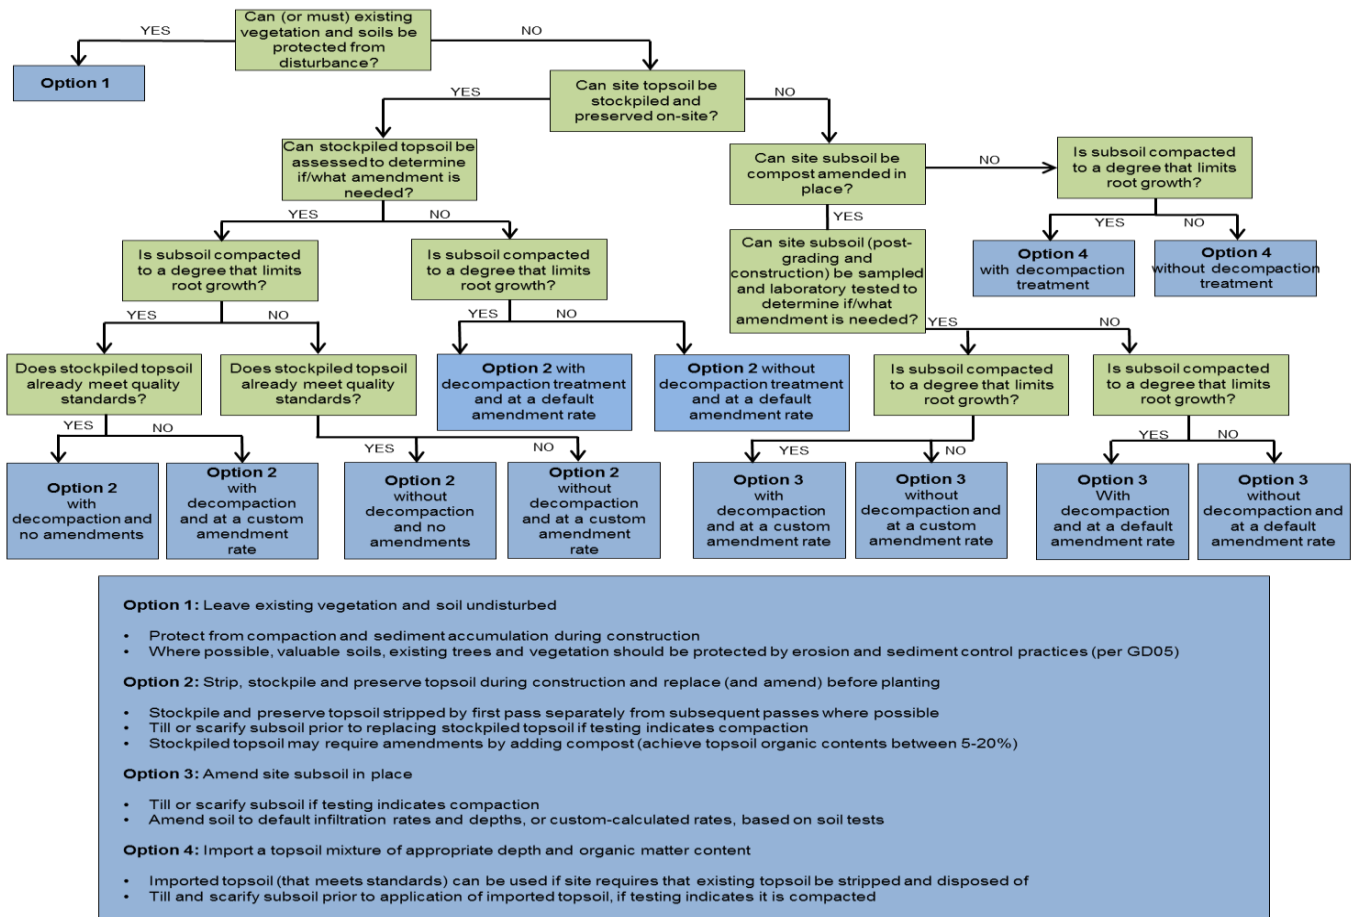 Can (or must) existing
vegetation and soils be
protected from
disturbance?
YES
NO
Option 1
Can site topsoil be
stockpiled and
preserved on-site?
YES
NO
Can stockpiled topsoil be
assessed to determine
if/what amendment is
needed?
Can site subsoil be
compost amended in
place?
NO
Is subsoil compacted
to a degree that limits
root growth?
YES
NO
YES
YES
NO
Is subsoil compacted
to a degree that limits
root growth?
Is subsoil compacted
to a degree that limits
root growth?
Can site subsoil (post-
grading and
construction) be sampled
and laboratory tested to
determine if/what
amendment is needed?
Option 4
with decompaction
treatment
Option 4
without decompaction
treatment
YES
NO
YES
NO
YES
NO
Does stockpiled topsoil
already meet quality
standards?
Does stockpiled topsoil
already meet quality
standards?
Option 2 with
decompaction treatment
and at a default
amendment rate
Option 2 without
decompaction treatment
and at a default
amendment rate
Is subsoil compacted
to a degree that limits
root growth?
Is subsoil compacted
to a degree that limits
root growth?
YES
NO
YES
NO
YES
NO
YES
NO
Option 2
with
decompaction and
no amendments
Option 2
with
decompaction
and at a custom
amendment
rate
Option 2
without
decompaction
and no
amendments
Option 2
without
decompaction
and at a custom
amendment
rate
Option 3
with
decompaction
and at a custom
amendment rate
Option 3
without
decompaction and
at a custom
amendment rate
Option 3
With
decompaction
and at a default
amendment rate
Option 3
without
decompaction and
at a default
amendment rate
Option 1: Leave existing vegetation and soil undisturbed
• Protect from compaction and sediment accumulation during construction
• Where possible, valuable soils, existing trees and vegetation should be protected by erosion and sediment control practices (per GD05)
Option 2: Strip, stockpile and preserve topsoil during construction and replace (and amend) before planting
• Stockpile and preserve topsoil stripped by first pass separately from subsequent passes where possible
• Till or scarify subsoil prior to replacing stockpiled topsoil if testing indicates compaction
• Stockpiled topsoil may require amendments by adding compost (achieve topsoil organic contents between 5-20%)
Option 3: Amend site subsoil in place
• Till or scarify subsoil if testing indicates compaction
• Amend soil to default infiltration rates and depths, or custom-calculated rates, based on soil tests
Option 4: Import a topsoil mixture of appropriate depth and organic matter content
• Imported topsoil (that meets standards) can be used if site requires that existing topsoil be stripped and disposed of
• Till and scarify subsoil prior to application of imported topsoil, if testing indicates it is compacted